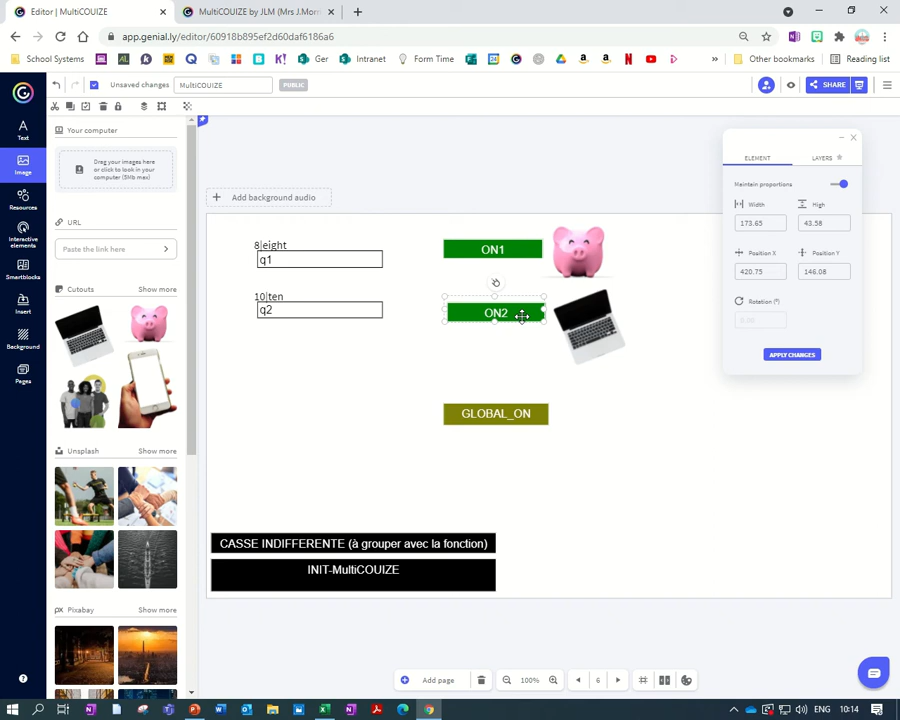 Editor | MultiCOUIZE
MultiCOUIZE by JLM (Mrs J.Morri
app.genial.ly/editor/60918b895ef2d60daf6186a6
School Systems
Ger
Intranet
Form Time
Other bookmarks
Reading list
Unsaved changes
MultiCOUIZE
PUBLIC
SHARE
Text
Image
Resources
Interactive elements
Smartblocks
Insert
Background
Pages
Your computer
Drag your images here
or click to look in your
computer (5Mb max)
URL
Paste the link here
Cutouts
Show more
Unsplash
Show more
Pixabay
Show more
Add background audio
8|eight
q1
10|ten
q2
ON1
ON2
GLOBAL_ON
CASSE INDIFFERENTE (à grouper avec la fonction)
INIT-MultiCOUIZE
ELEMENT
LAYERS
Maintain proportions
Width
High
173.65
43.58
Position X
Position Y
420.75
146.08
Rotation (º)
0.00
APPLY CHANGES
Add page
100%
6
10:14